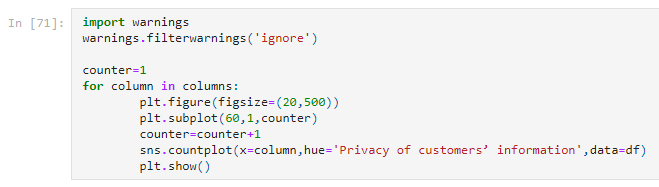 In [71]: import warnings
warnings.filterwarnings('ignore')
counter=1
for column in columns:
        plt.figure(figsize=(20,500))
        plt.subplot(60,1,counter)
        counter=counter+1
        sns.countplot(x=column,hue='Privacy of customers’ information',data=df)
        plt.show()